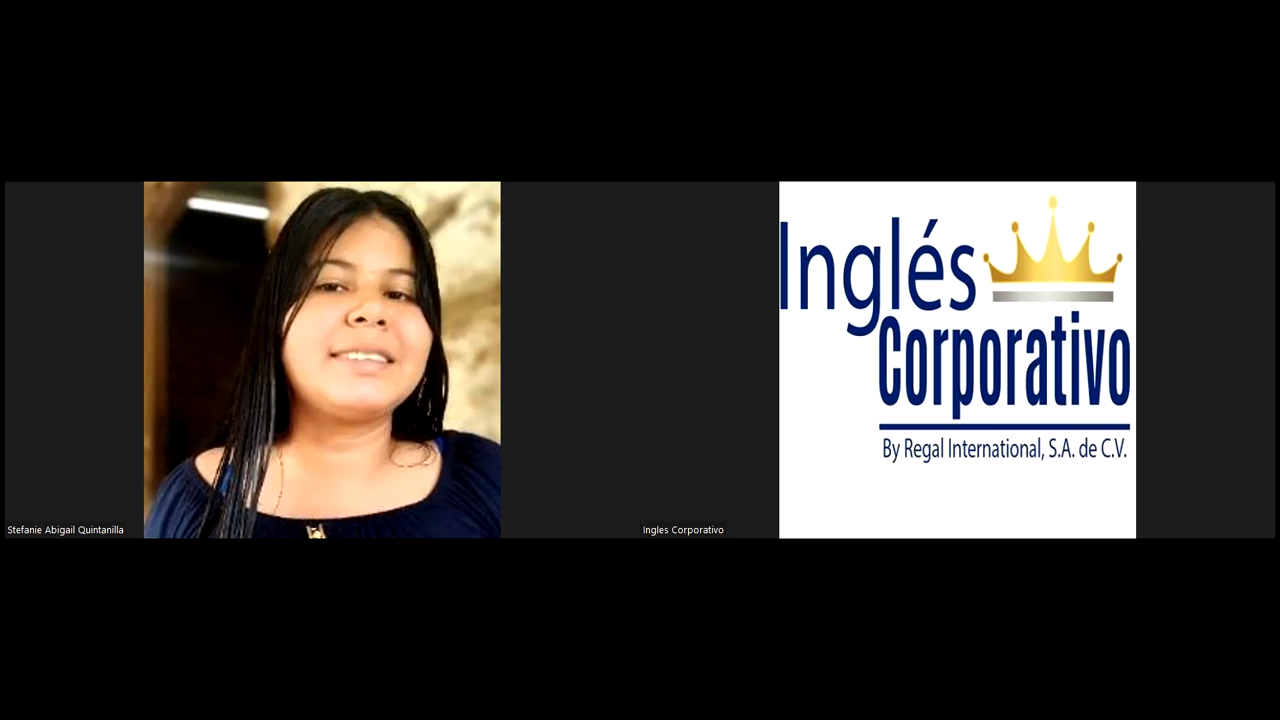 Inglés
Corporativo
By Regal International, S.A. de C.V.
Stefanie Abigail Quintanilla
Ingles Corporativo